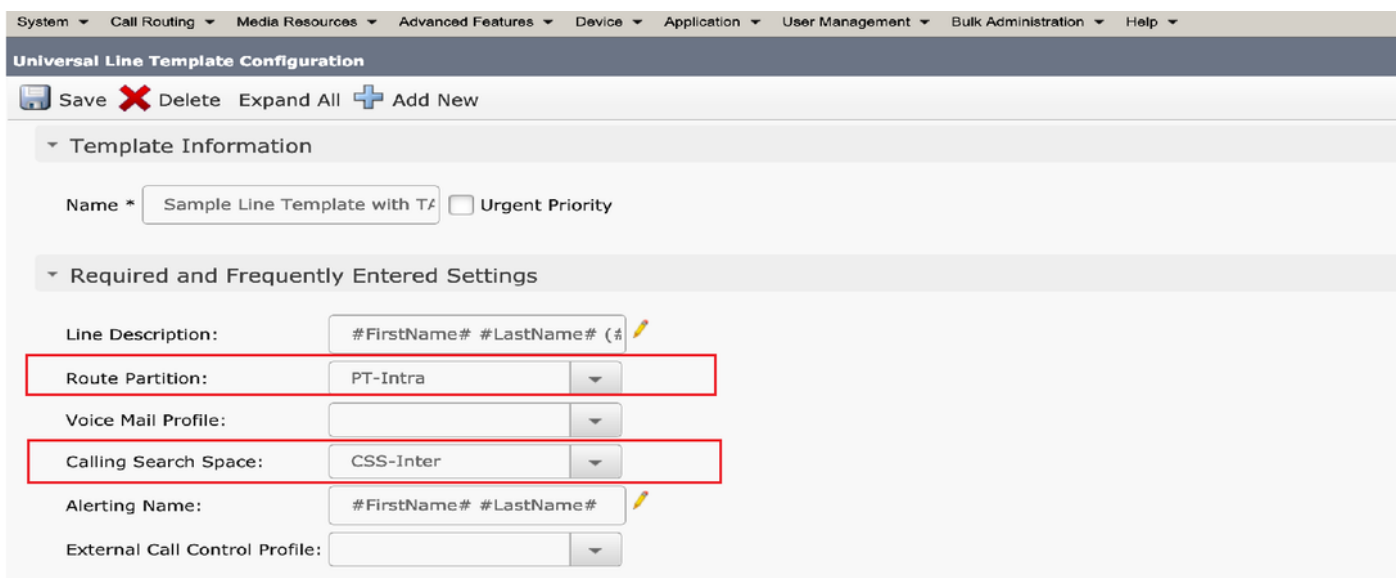 System Call Routing Media Resources Advanced Features Device Application User Management Bulk Administration Help
Universal Line Template Configuration
Save Delete Expand All Add New
Template Information
Name * Sample Line Template with TA Urgent Priority
Required and Frequently Entered Settings
Line Description: #FirstName# #LastName# (#
Route Partition: PT-Intra
Voice Mail Profile:
Calling Search Space: CSS-Inter
Alerting Name: #FirstName# #LastName#
External Call Control Profile: